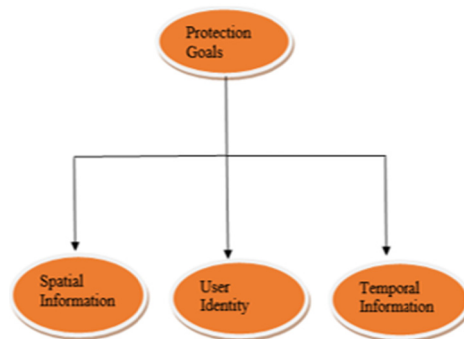 Protection
Goals
Spatial
Information
User
Identity
Temporal
Information